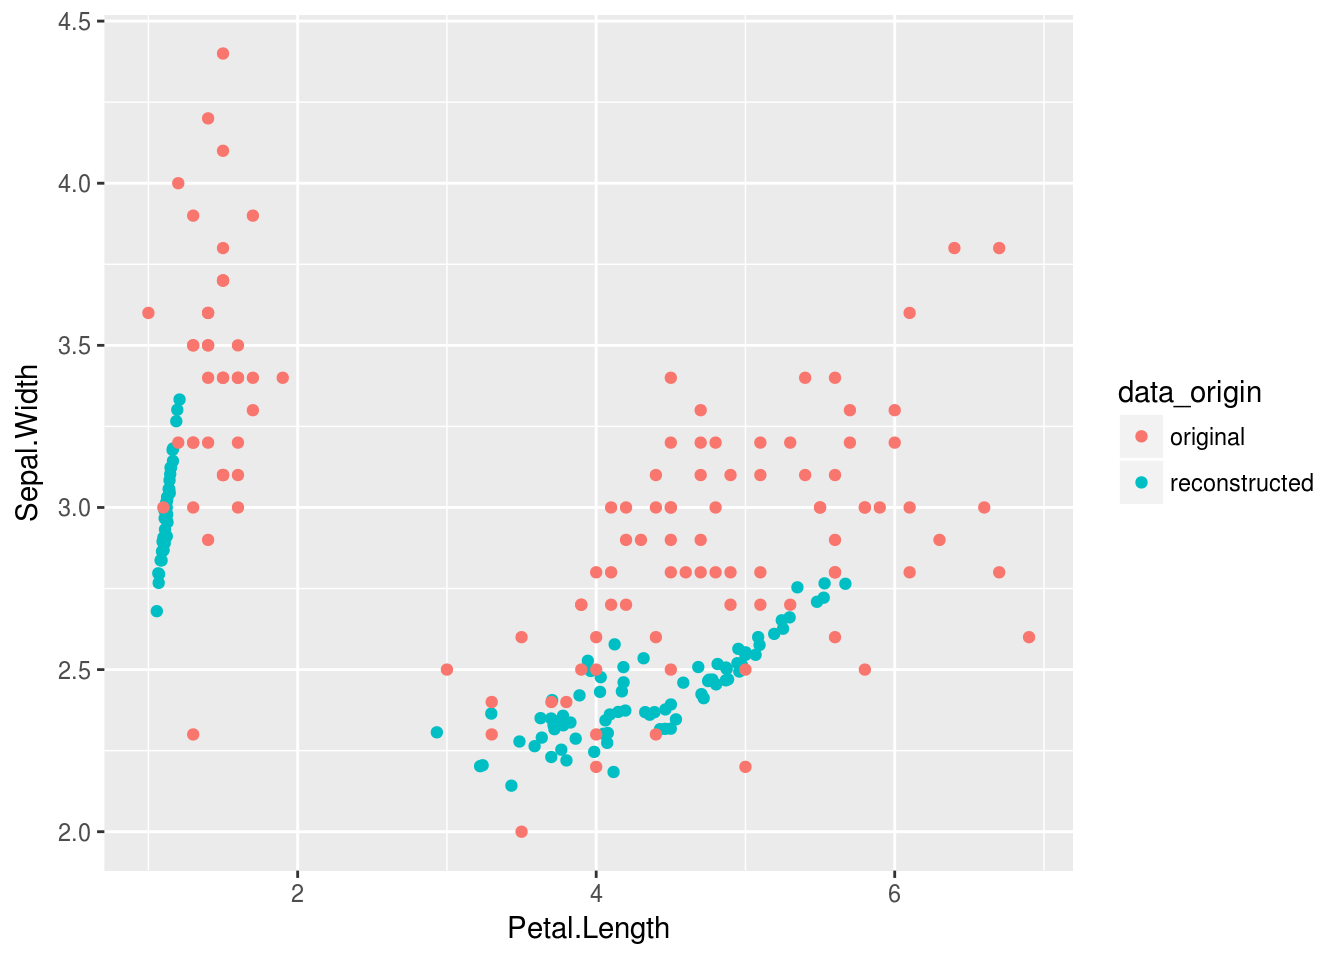 4.5
4.0
3.5
3.0
2.5
2.0
2
4
6
Petal.Length
Sepal.Width
data_origin
original
reconstructed